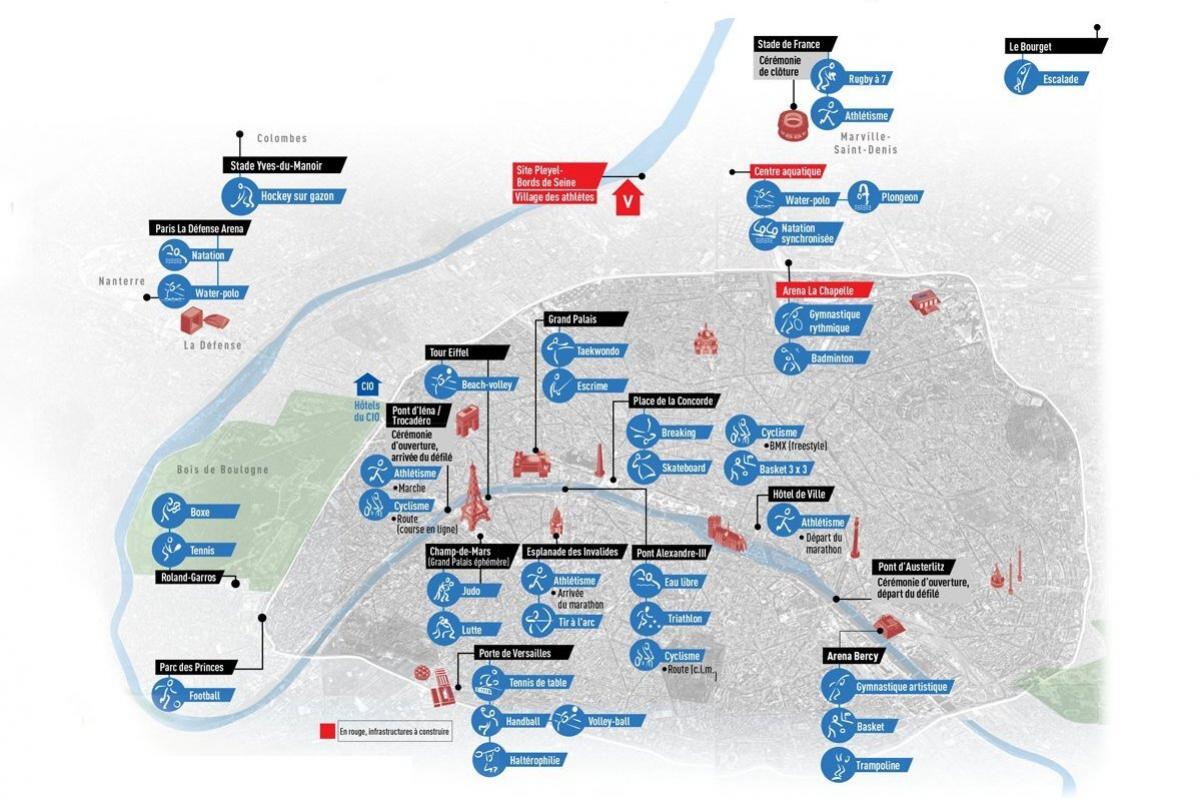 Stade de France
Cérémonie
de clôture
Rugby à 7
Athlétisme
Marville-
Saint-Denis
Le Bourget
Escalade
Colombes
Stade Yves-du-Manoir
Hockey sur gazon
Site Pleyel-
Bords de Seine
Village des athlètes
V
Centre aquatique
Water-polo
Plongeon
Natation
synchronisée
Paris La Défense Arena
Natation
Water-polo
Nanterre
La Défense
Arena La Chapelle
Gymnastique
rythmique
Badminton
Grand Palais
Taekwondo
Escrime
Tour Eiffel
Beach-volley
CIO
Hôtels
du CIO
Pont d'Iéna /
Trocadéro
Cérémonie
d'ouverture,
arrivée du défilé
Athlétisme
• Marche
Cyclisme
• Route
(course en ligne)
Place de la Concorde
Breaking
Cyclisme
• BMX (freestyle)
Skateboard
Basket 3 x 3
Bois de Boulogne
Boxe
Tennis
Roland-Garros
Hôtel de Ville
Athlétisme
• Départ du
marathon
Champ-de-Mars
(Grand Palais éphémère)
Judo
Lutte
Esplanade des Invalides
Athlétisme
• Arrivée
du marathon
Tir à l'arc
Pont Alexandre-III
Eau libre
Triathlon
Cyclisme
• Route (c.l.m.)
Pont d'Austerlitz
Cérémonie d'ouverture,
départ du défilé
Parc des Princes
Football
Porte de Versailles
Tennis de table
Handball
Volley-ball
Haltérophilie
Arena Bercy
Gymnastique artistique
Basket
Trampoline
En rouge, infrastructures à construire